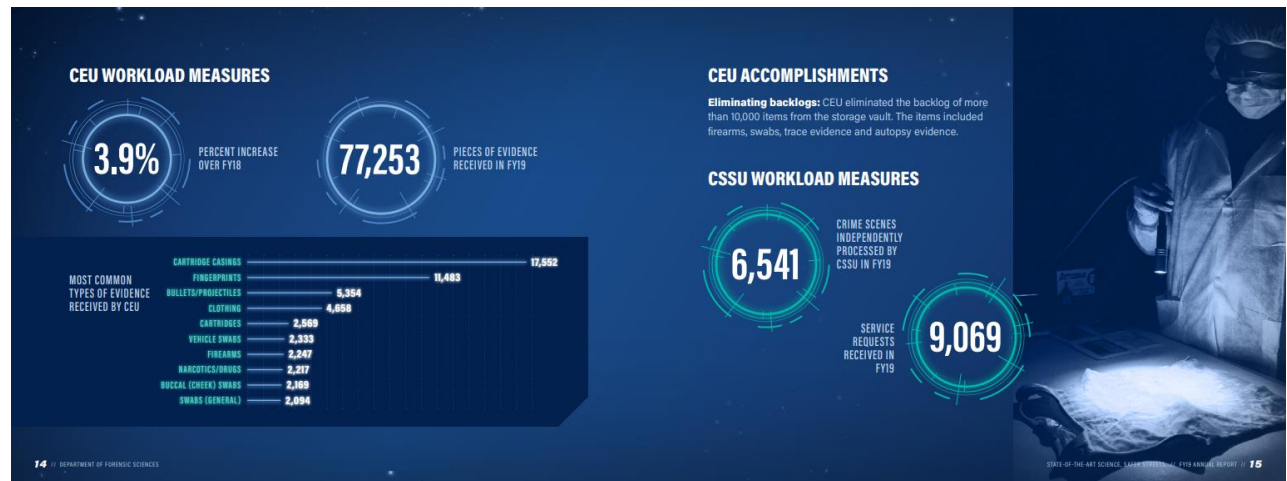 CEU WORKLOAD MEASURES
3.9%
PERCENT INCREASE
OVER FY18
77,253
PIECES OF EVIDENCE
RECEIVED IN FY19
MOST COMMON
TYPES OF EVIDENCE
RECEIVED BY CEU
CARTRIDGE CASINGS 17,552
FINGERPRINTS 11,483
BULLETS/PROJECTILES 5,354
CLOTHING 4,658
CARTRIDGES 2,569
VEHICLE SWABS 2,333
FIREARMS 2,247
NARCOTICS/DRUGS 2,217
BUCCAL (CHEEK) SWABS 2,169
SWABS (GENERAL) 2,094
14 // DEPARTMENT OF FORENSIC SCIENCES
CEU ACCOMPLISHMENTS
Eliminating backlogs: CEU eliminated the backlog of more
than 10,000 items from the storage vault. The items included
firearms, swabs, trace evidence and autopsy evidence.
CSSU WORKLOAD MEASURES
6,541
CRIME SCENES
INDEPENDENTLY
PROCESSED BY
CSSU IN FY19
SERVICE
REQUESTS
RECEIVED IN
FY19
9,069
STATE-OF-THE-ART SCIENCE, SAFER STREETS // FY19 ANNUAL REPORT // 15